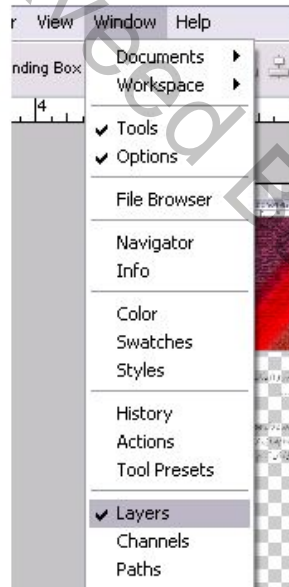 View Window Help
nding Box
4
Documents
Workspace
Tools
Options
File Browser
Navigator
Info
Color
Swatches
Styles
History
Actions
Tool Presets
Layers
Channels
Paths